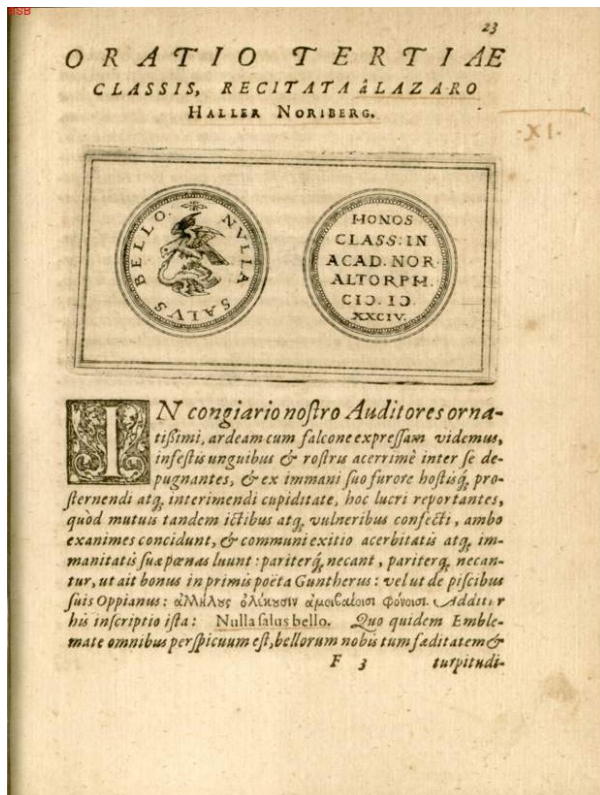 BSB
23
ORATIO TERTIAE
CLASSIS, RECITATA â LAZARO
HALLER NORIBERG.
·XI·
NVLLA SALVS BELLO.
HONOS
CLASS: IN
ACAD. NOR.
ALTORPH.
CIƆ. IƆ
XXCIV.
IN congiario nostro Auditores orna-
tißimi, ardeam cum falcone expressam videmus,
infestis unguibus & rostris acerrimè inter se de-
pugnantes, & ex immani suo furore hostisq́; pro-
sternendi atq; interimendi cupiditate, hoc lucri reportantes,
quòd mutuis tandem ictibus atq; vulneribus confecti, ambo
exanimes concidunt, & communi exitio acerbitatis atq; im-
manitatis suæ pœnas luunt: pariterq́; necant, pariterq; necan-
tur, ut ait bonus in primis poëta Guntherus: velut de piscibus
suis Oppianus: ἀλλήλους ὀλέκουσιν ἀμοιβαίοισι φόνοισι. Additur
his inscriptio ista: Nulla salus bello. Quo quidem Emble-
mate omnibus perspicuum est, bellorum nobis tum fœditatem &
F 3 turpitudi-